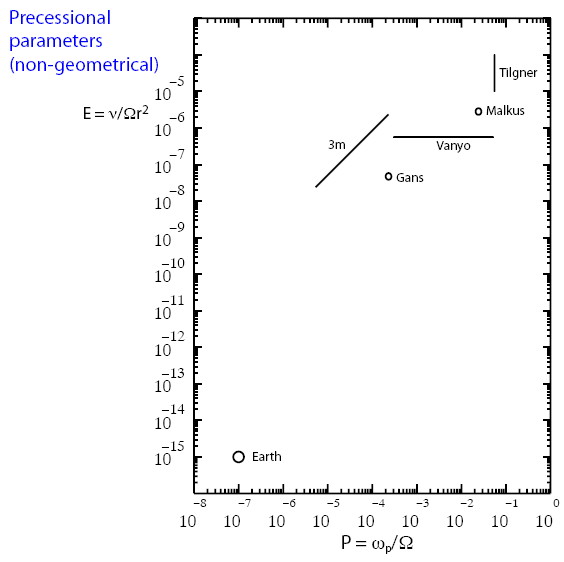 Precessional
parameters
(non-geometrical)
E = ν/Ωr²
10⁻⁵
10⁻⁶
10⁻⁷
10⁻⁸
10⁻⁹
10⁻¹⁰
10⁻¹¹
10⁻¹²
10⁻¹³
10⁻¹⁴
10⁻¹⁵
Tilgner
Malkus
3m
Vanyo
Gans
Earth
10⁻⁸ 10⁻⁷ 10⁻⁶ 10⁻⁵ 10⁻⁴ 10⁻³ 10⁻² 10⁻¹ 10⁰
P = ωₚ/Ω